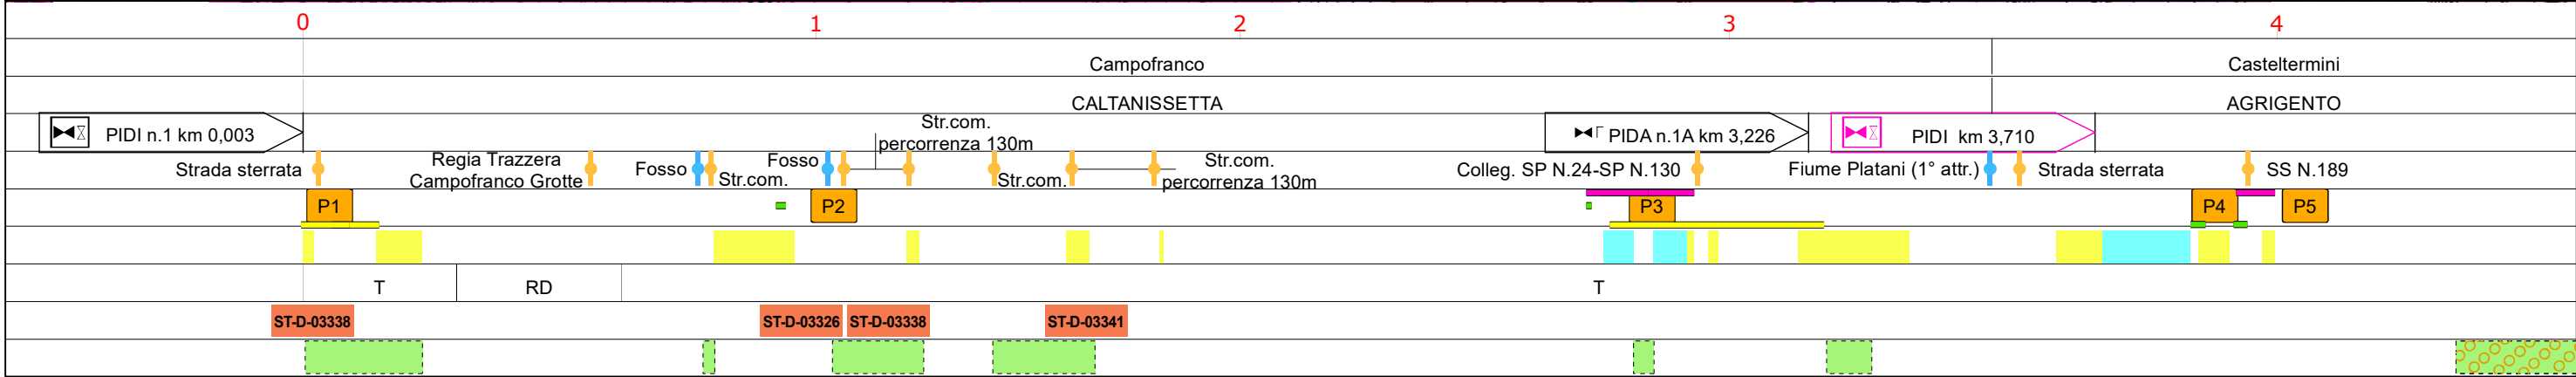 0 1 2 3 4
Campofranco Casteltermini
CALTANISSETTA AGRIGENTO
PIDI n.1 km 0,003
PIDA n.1A km 3,226
PIDI km 3,710
Strada sterrata
Regia Trazzera
Campofranco Grotte
Fosso
Str.com.
Fosso
Str.com.
percorrenza 130m
Str.com.
Str.com.
percorrenza 130m
Colleg. SP N.24-SP N.130
Fiume Platani (1° attr.)
Strada sterrata
SS N.189
P1 P2 P3 P4 P5
T RD T
ST-D-03338 ST-D-03326 ST-D-03338 ST-D-03341